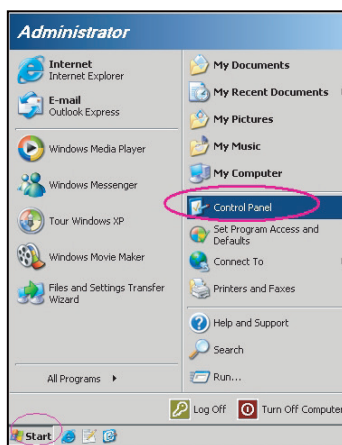 Administrator
Internet
Internet Explorer
E-mail
Outlook Express
Windows Media Player
Windows Messenger
Tour Windows XP
Windows Movie Maker
Files and Settings Transfer
Wizard
All Programs
My Documents
My Recent Documents
My Pictures
My Music
My Computer
Control Panel
Set Program Access and
Defaults
Connect To
Printers and Faxes
Help and Support
Search
Run...
Log Off
Turn Off Computer
Start